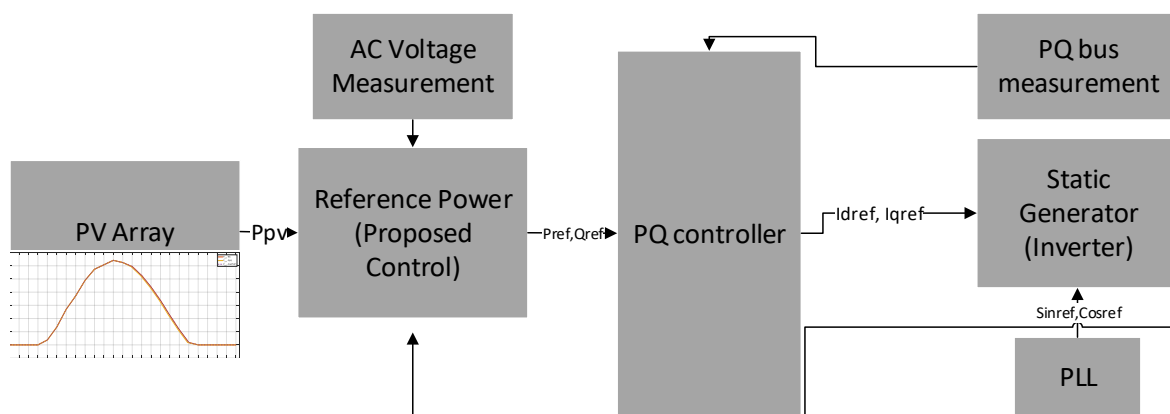 AC Voltage
Measurement
PQ bus
measurement
PV Array
Ppv
Reference Power
(Proposed
Control)
Pref,Qref
PQ controller
Idref, Iqref
Static
Generator
(Inverter)
Sinref,Cosref
PLL